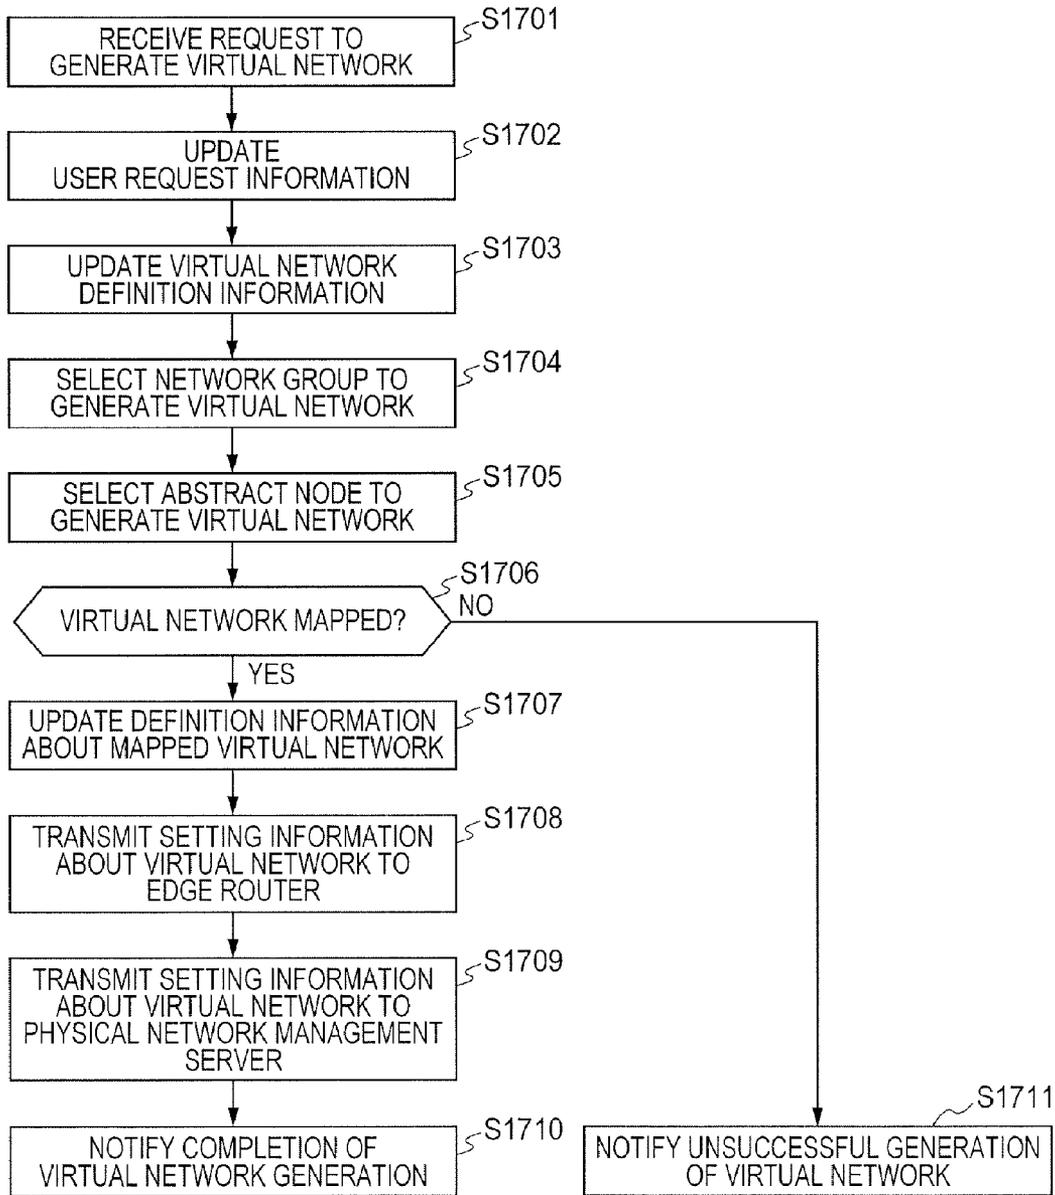 S1701
RECEIVE REQUEST TO
GENERATE VIRTUAL NETWORK
S1702
UPDATE
USER REQUEST INFORMATION
S1703
UPDATE VIRTUAL NETWORK
DEFINITION INFORMATION
S1704
SELECT NETWORK GROUP TO
GENERATE VIRTUAL NETWORK
S1705
SELECT ABSTRACT NODE TO
GENERATE VIRTUAL NETWORK
S1706
NO
VIRTUAL NETWORK MAPPED?
YES
S1707
UPDATE DEFINITION INFORMATION
ABOUT MAPPED VIRTUAL NETWORK
S1708
TRANSMIT SETTING INFORMATION
ABOUT VIRTUAL NETWORK TO
EDGE ROUTER
S1709
TRANSMIT SETTING INFORMATION
ABOUT VIRTUAL NETWORK TO
PHYSICAL NETWORK MANAGEMENT
SERVER
S1710
NOTIFY COMPLETION OF
VIRTUAL NETWORK GENERATION
S1711
NOTIFY UNSUCCESSFUL GENERATION
OF VIRTUAL NETWORK